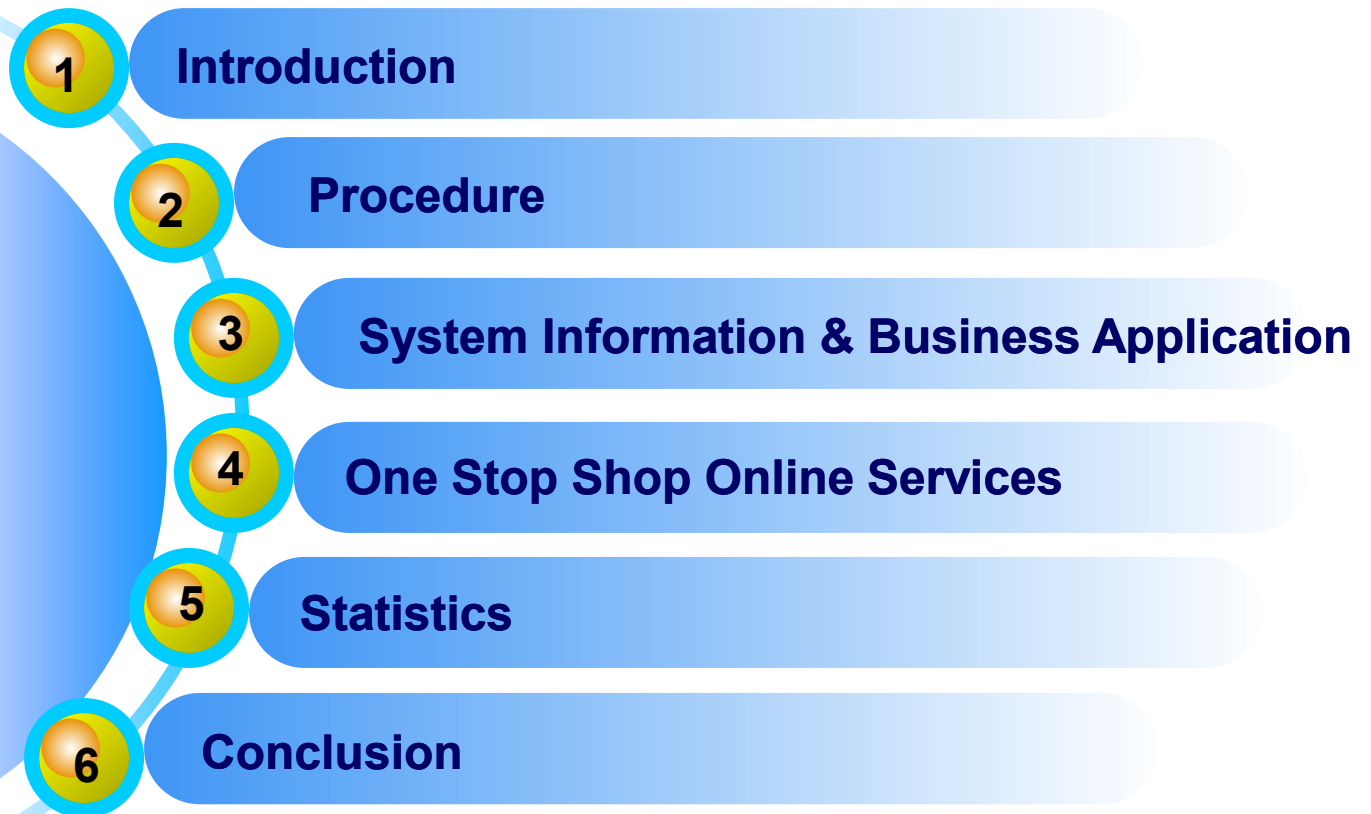 1 Introduction
2 Procedure
3 System Information & Business Application
4 One Stop Shop Online Services
5 Statistics
6 Conclusion